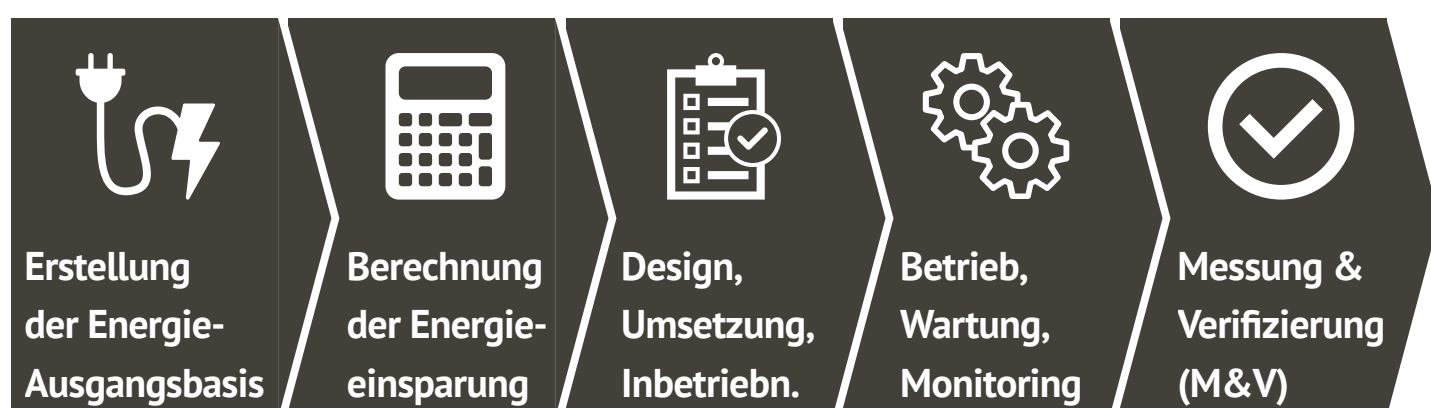 Erstellung
der Energie-
Ausgangsbasis
Berechnung
der Energie-
einsparung
Design,
Umsetzung,
Inbetriebn.
Betrieb,
Wartung,
Monitoring
Messung &
Verifizierung
(M&V)